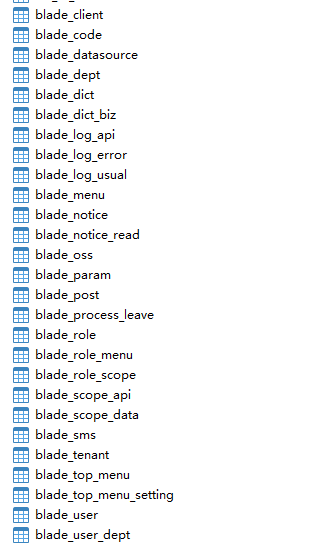 blade_client
blade_code
blade_datasource
blade_dept
blade_dict
blade_dict_biz
blade_log_api
blade_log_error
blade_log_usual
blade_menu
blade_notice
blade_notice_read
blade_oss
blade_param
blade_post
blade_process_leave
blade_role
blade_role_menu
blade_role_scope
blade_scope_api
blade_scope_data
blade_sms
blade_tenant
blade_top_menu
blade_top_menu_setting
blade_user
blade_user_dept